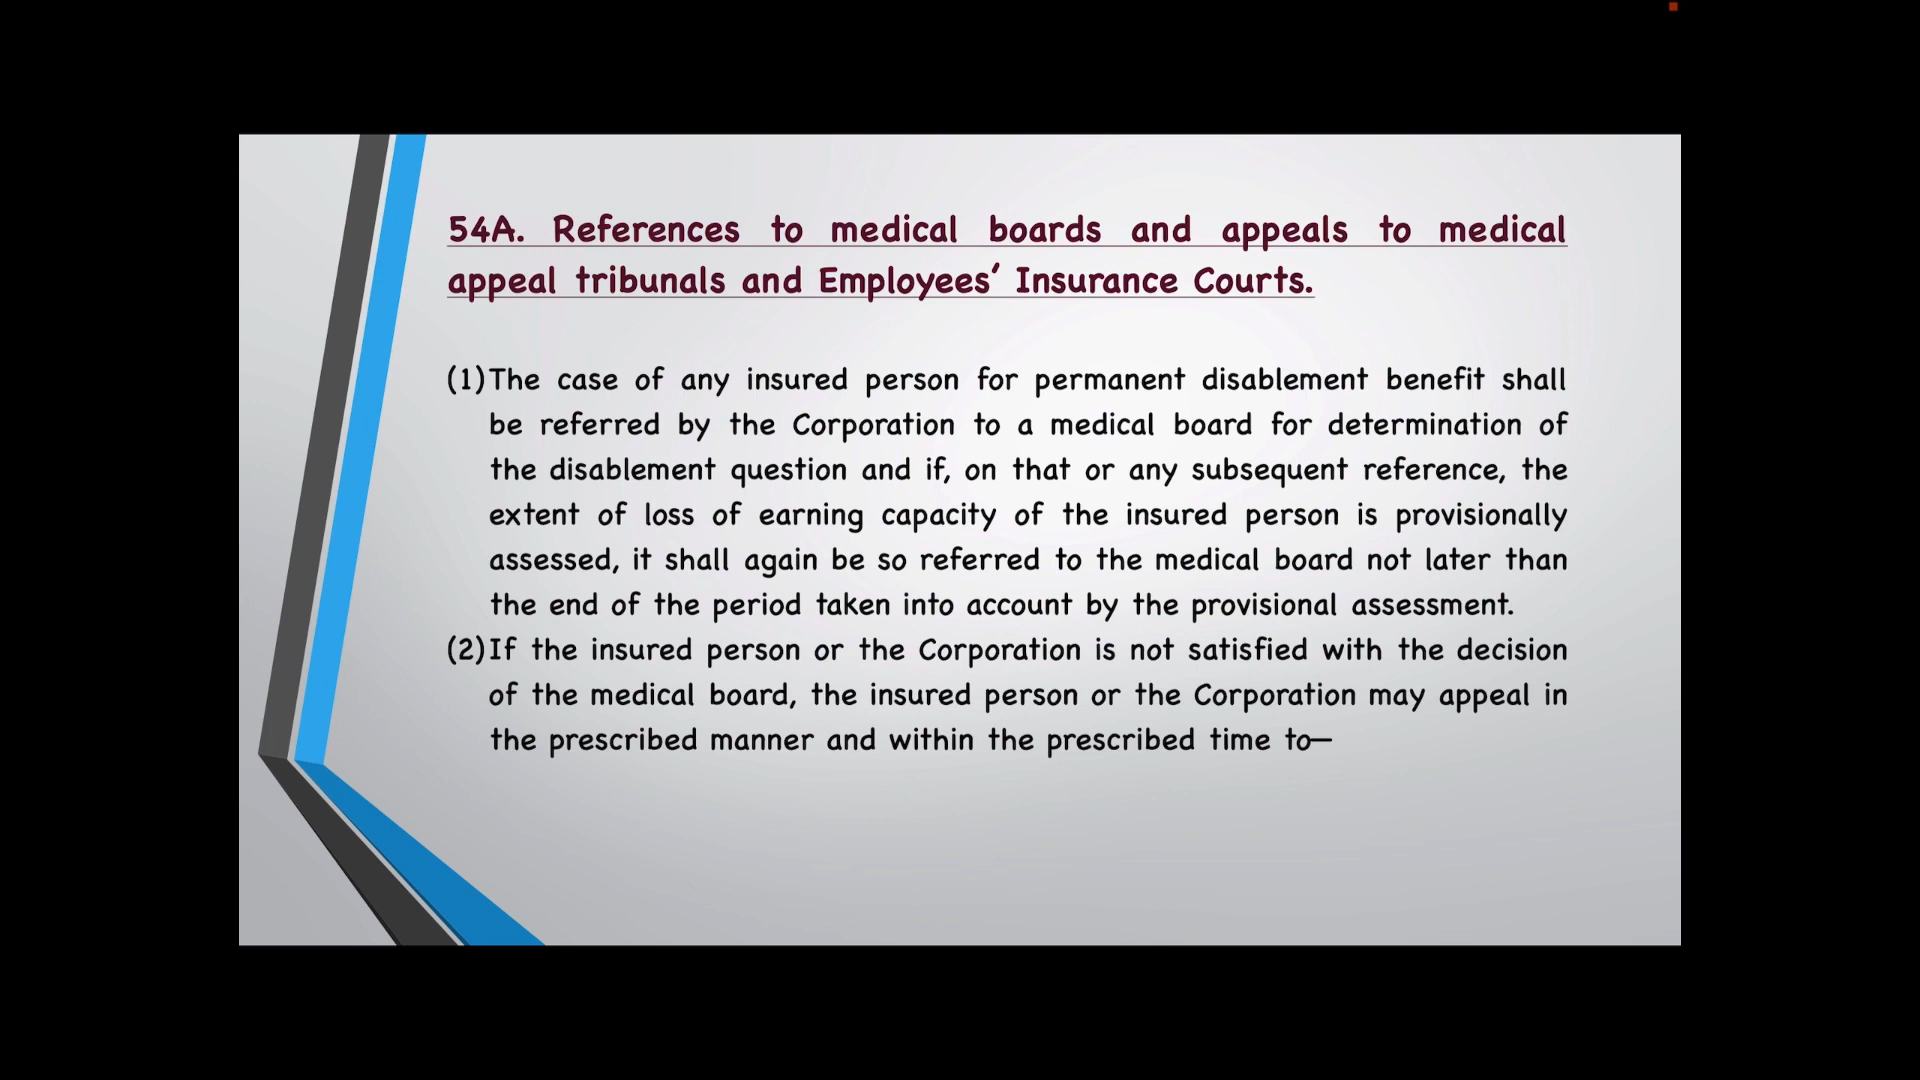 54A. References to medical boards and appeals to medical
appeal tribunals and Employees’ Insurance Courts.
(1) The case of any insured person for permanent disablement benefit shall
be referred by the Corporation to a medical board for determination of
the disablement question and if, on that or any subsequent reference, the
extent of loss of earning capacity of the insured person is provisionally
assessed, it shall again be so referred to the medical board not later than
the end of the period taken into account by the provisional assessment.
(2) If the insured person or the Corporation is not satisfied with the decision
of the medical board, the insured person or the Corporation may appeal in
the prescribed manner and within the prescribed time to—